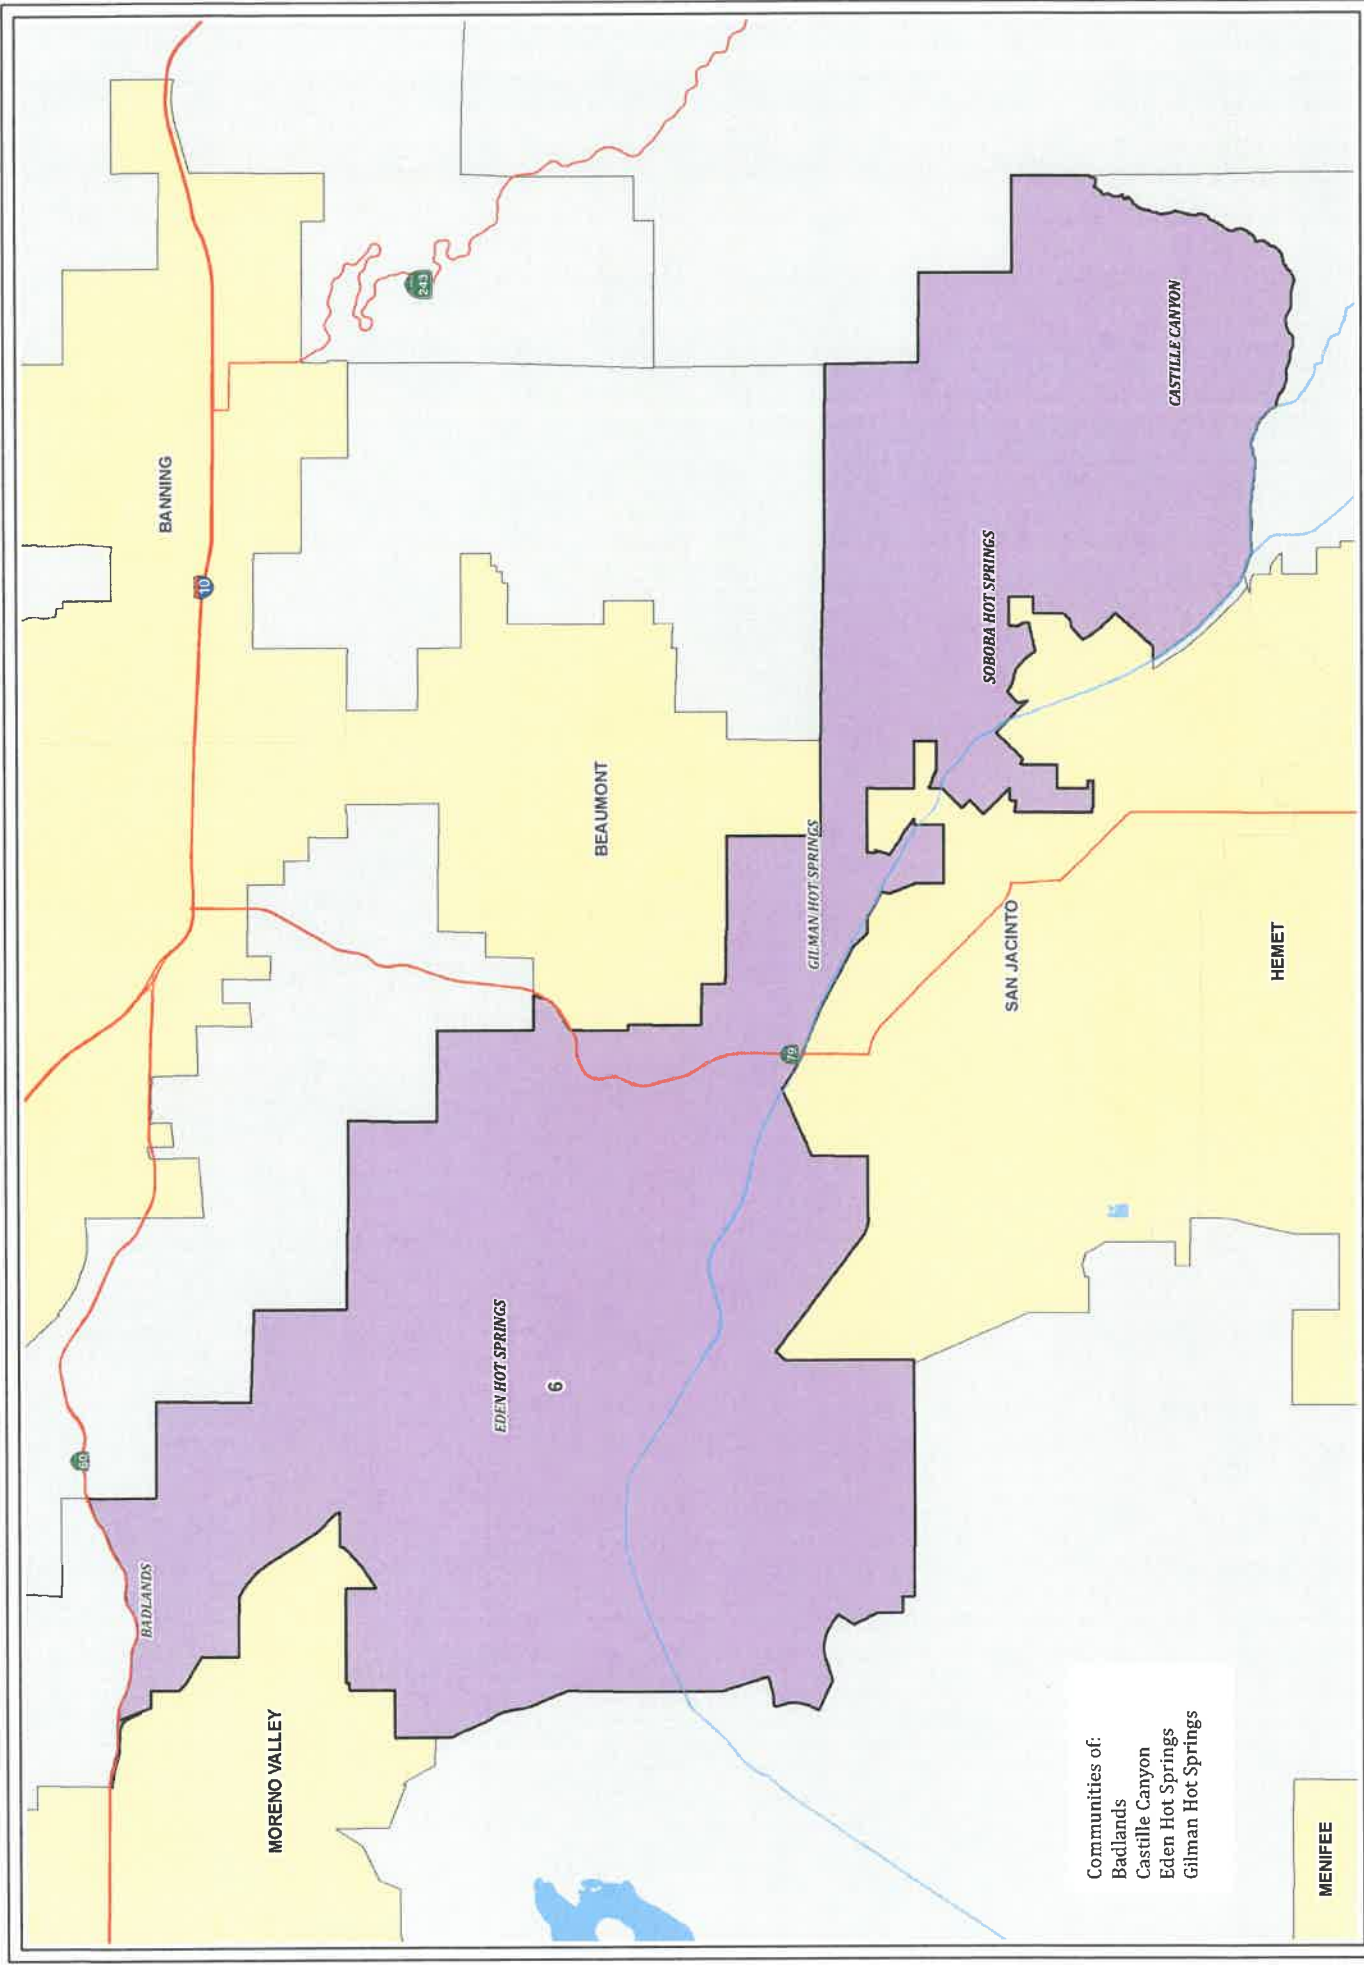 BANNING
10
243
BEAUMONT
CASTILLE CANYON
SOBOBA HOT SPRINGS
GILMAN HOT SPRINGS
SAN JACINTO
HEMET
79
EDEN HOT SPRINGS
6
60
BADLANDS
MORENO VALLEY
MENIFEE
Communities of:
Badlands
Castille Canyon
Eden Hot Springs
Gilman Hot Springs